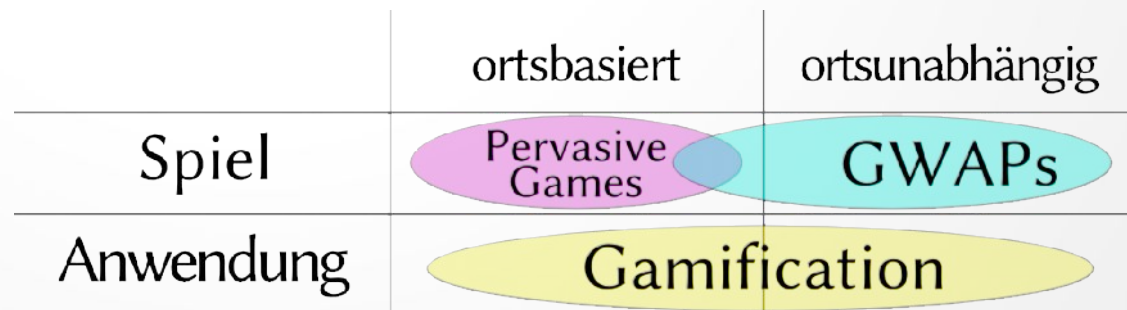 ortsbasiert ortsunabhängig
Spiel Pervasive Games GWAPs
Anwendung Gamification